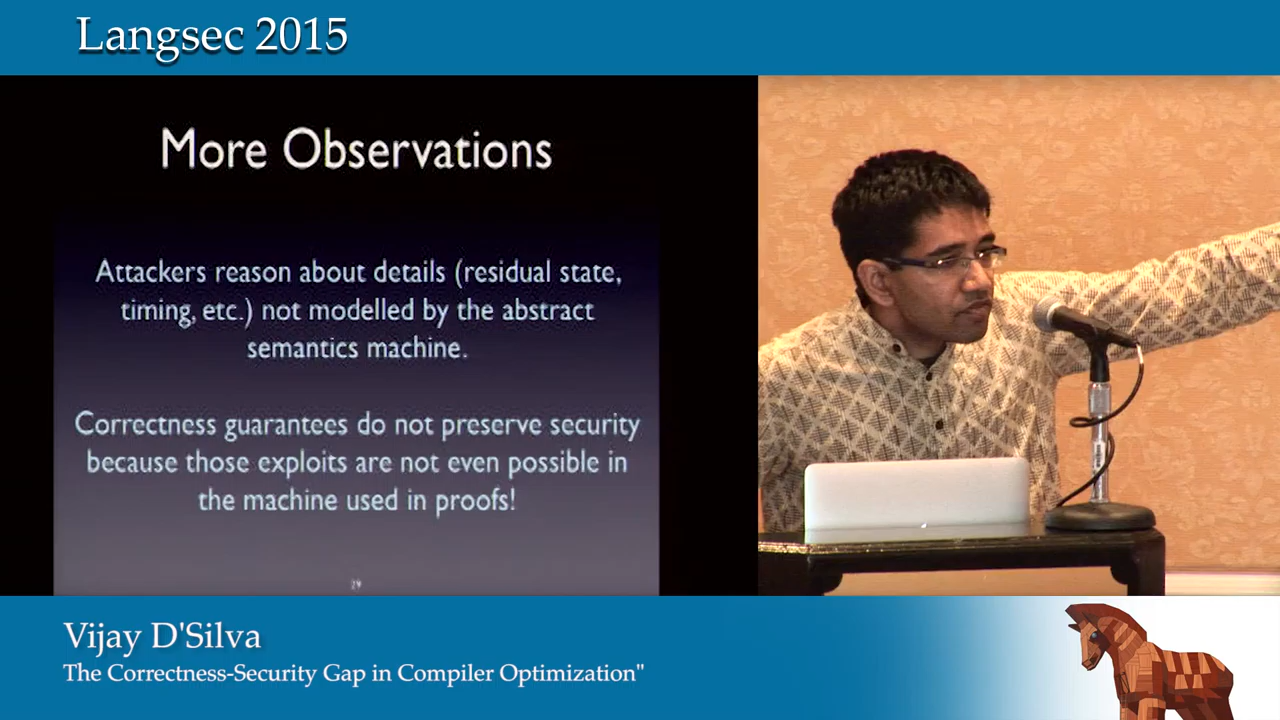 Langsec 2015
More Observations
Attackers reason about details (residual state,
timing, etc.) not modelled by the abstract
semantics machine.
Correctness guarantees do not preserve security
because those exploits are not even possible in
the machine used in proofs!
29
Vijay D'Silva
The Correctness-Security Gap in Compiler Optimization"